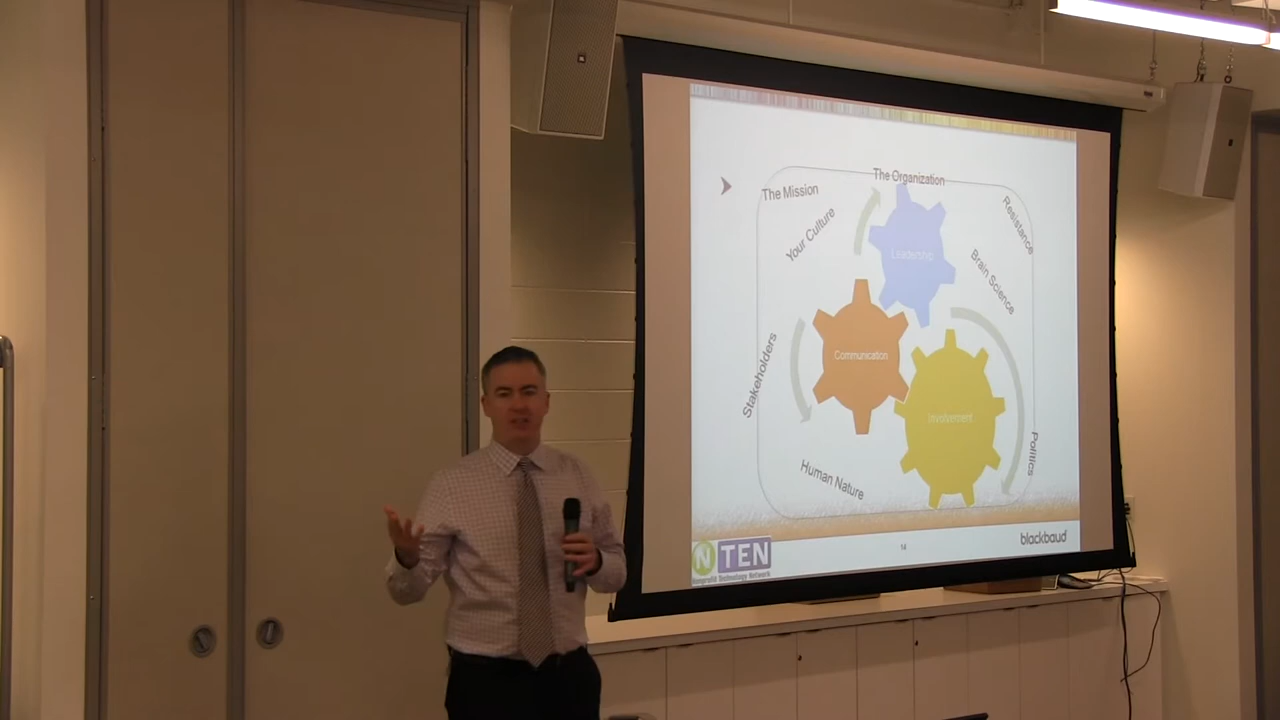 The Organization
The Mission
Your Culture
Resistance
Leadership
Brain Science
Communication
Stakeholders
Involvement
Politics
Human Nature
NTEN
Nonprofit Technology Network
14
blackbaud